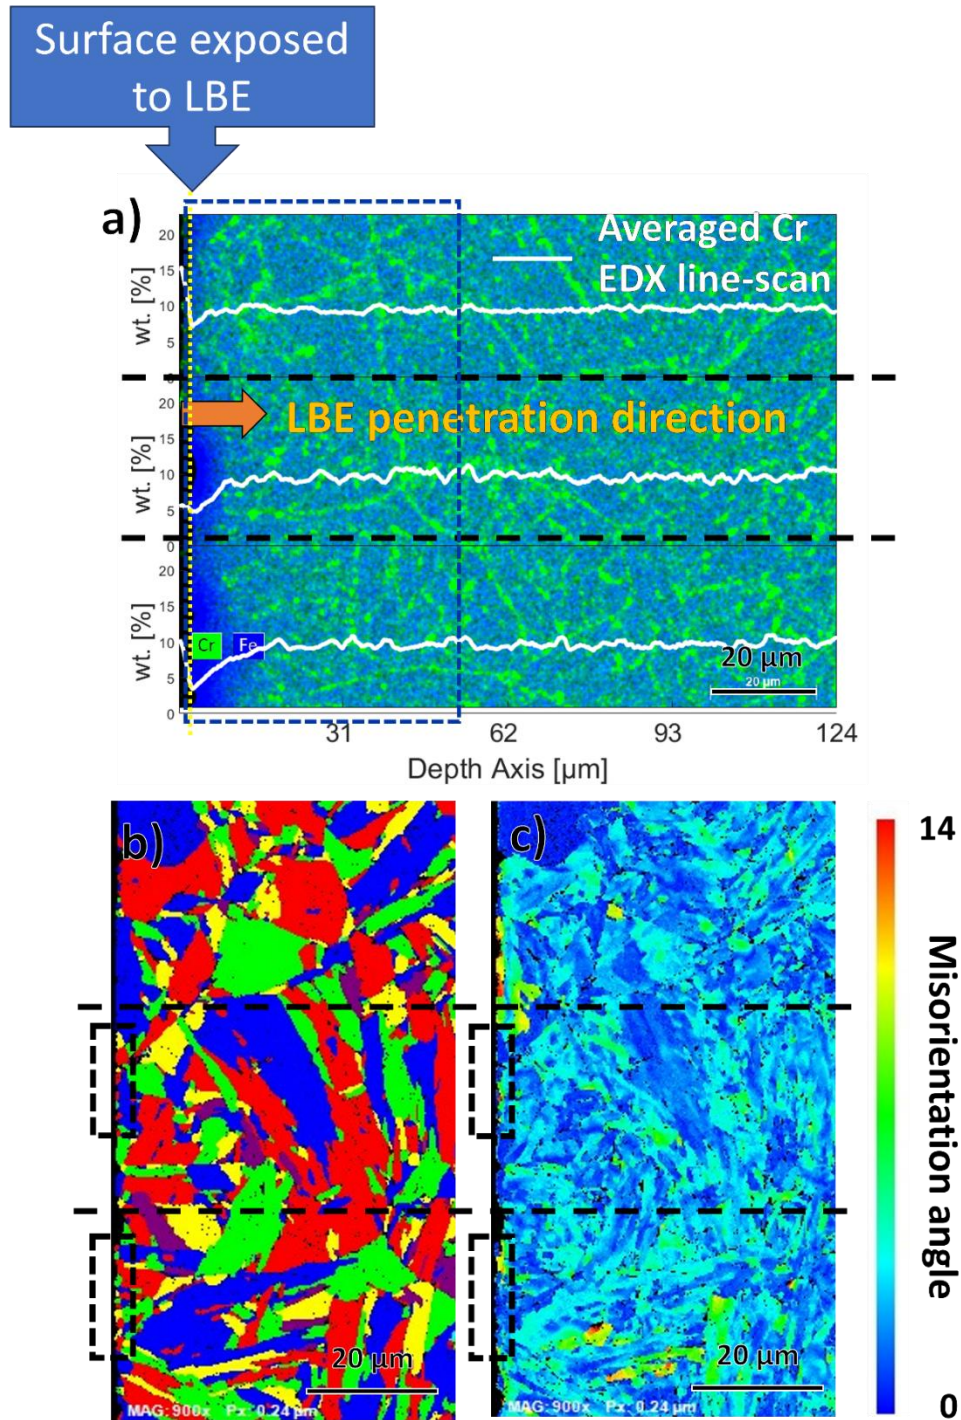 Surface exposed
to LBE
a)
Averaged Cr
EDX line-scan
wt. [%]
20
15
10
5
LBE penetration direction
wt. [%]
20
15
10
5
0
wt. [%]
20
15
10
5
0
Cr Fe
20 µm
20 µm
31 62 93 124
Depth Axis [µm]
b)
20 µm
MAG: 900x Px: 0.24 µm
c)
20 µm
MAG: 900x Px: 0.24 µm
14
Misorientation angle
0